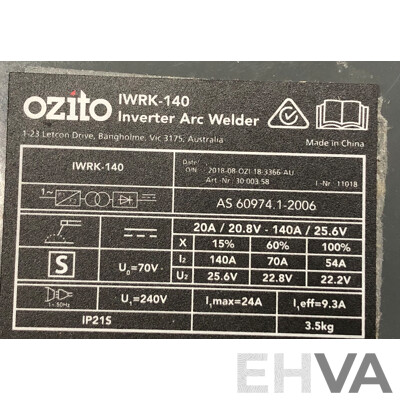 ozito IWRK-140
Inverter Arc Welder
1-23 Letcon Drive, Bangholme, Vic 3175, Australia
Made in China
IWRK-140
Date/
O/N: 2018-08-OZI-18-3366-AU
Art.-Nr.: 30.003.58 I.-Nr.: 11018
1~
AS 60974.1-2006
20A / 20.8V - 140A / 25.6V
X 15% 60% 100%
I₂ 140A 70A 54A
S U₀=70V U₂ 25.6V 22.8V 22.2V
1~50Hz U₁=240V I₁max=24A I₁eff=9.3A
IP21S 3.5kg
EHVA